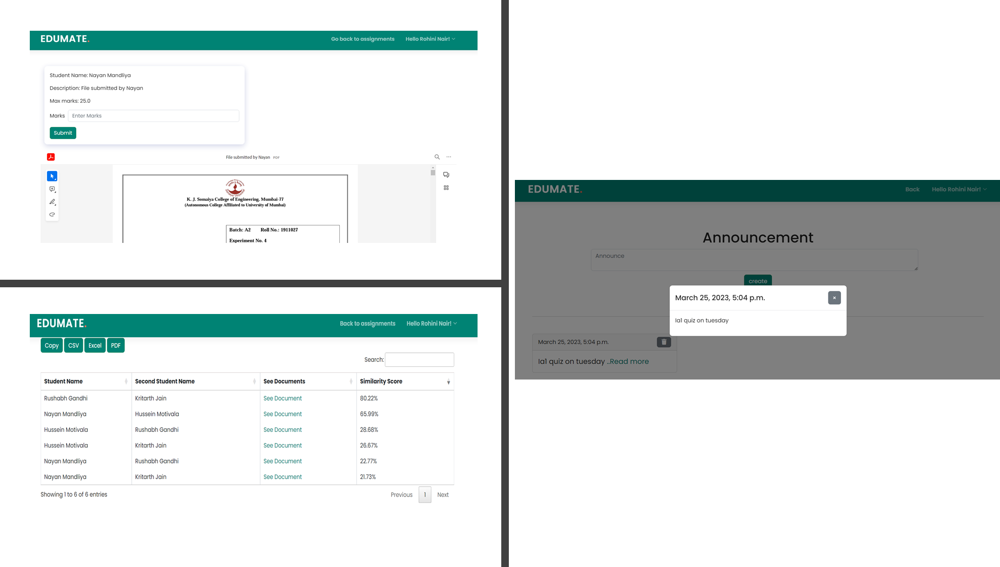 EDUMATE.
Go back to assignments Hello Rohini Nair!
Student Name: Nayan Mandliya
Description: File submitted by Nayan
Max marks: 25.0
Marks Enter Marks
Submit
File submitted by Nayan PDF
K. J. Somaiya College of Engineering, Mumbai-77
(Autonomous College Affiliated to University of Mumbai)
Batch: A2 Roll No.: 1911027
Experiment No. 4
EDUMATE.
Back to assignments Hello Rohini Nair!
Copy CSV Excel PDF
Search:
Student Name Second Student Name See Documents Similarity Score
Rushabh Gandhi Kritarth Jain See Document 80.22%
Nayan Mandliya Hussein Motivala See Document 65.99%
Hussein Motivala Rushabh Gandhi See Document 28.68%
Hussein Motivala Kritarth Jain See Document 26.67%
Nayan Mandliya Rushabh Gandhi See Document 22.77%
Nayan Mandliya Kritarth Jain See Document 21.73%
Showing 1 to 6 of 6 entries
Previous 1 Next
EDUMATE.
Back Hello Rohini Nair!
Announcement
Announce
create
March 25, 2023, 5:04 p.m. ×
Ia1 quiz on tuesday
March 25, 2023, 5:04 p.m.
Ia1 quiz on tuesday ..Read more